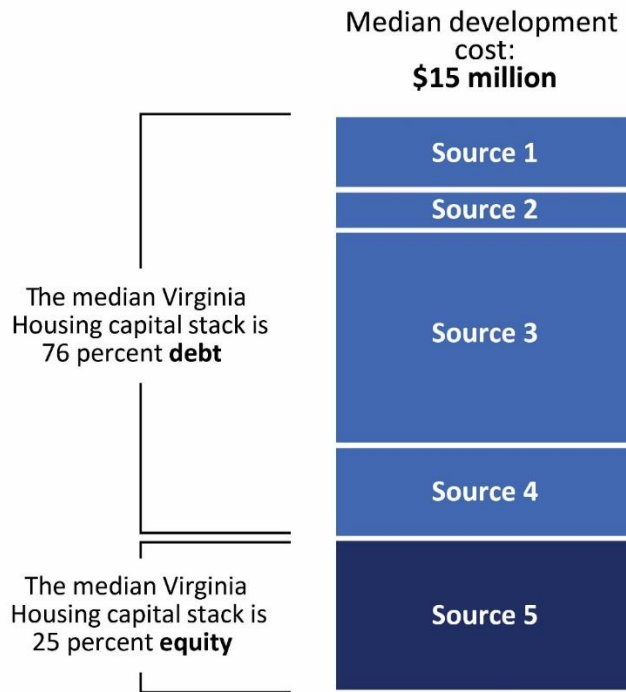 Median development
cost:
$15 million
Source 1
Source 2
The median Virginia
Housing capital stack is
76 percent debt
Source 3
Source 4
The median Virginia
Housing capital stack is
25 percent equity
Source 5